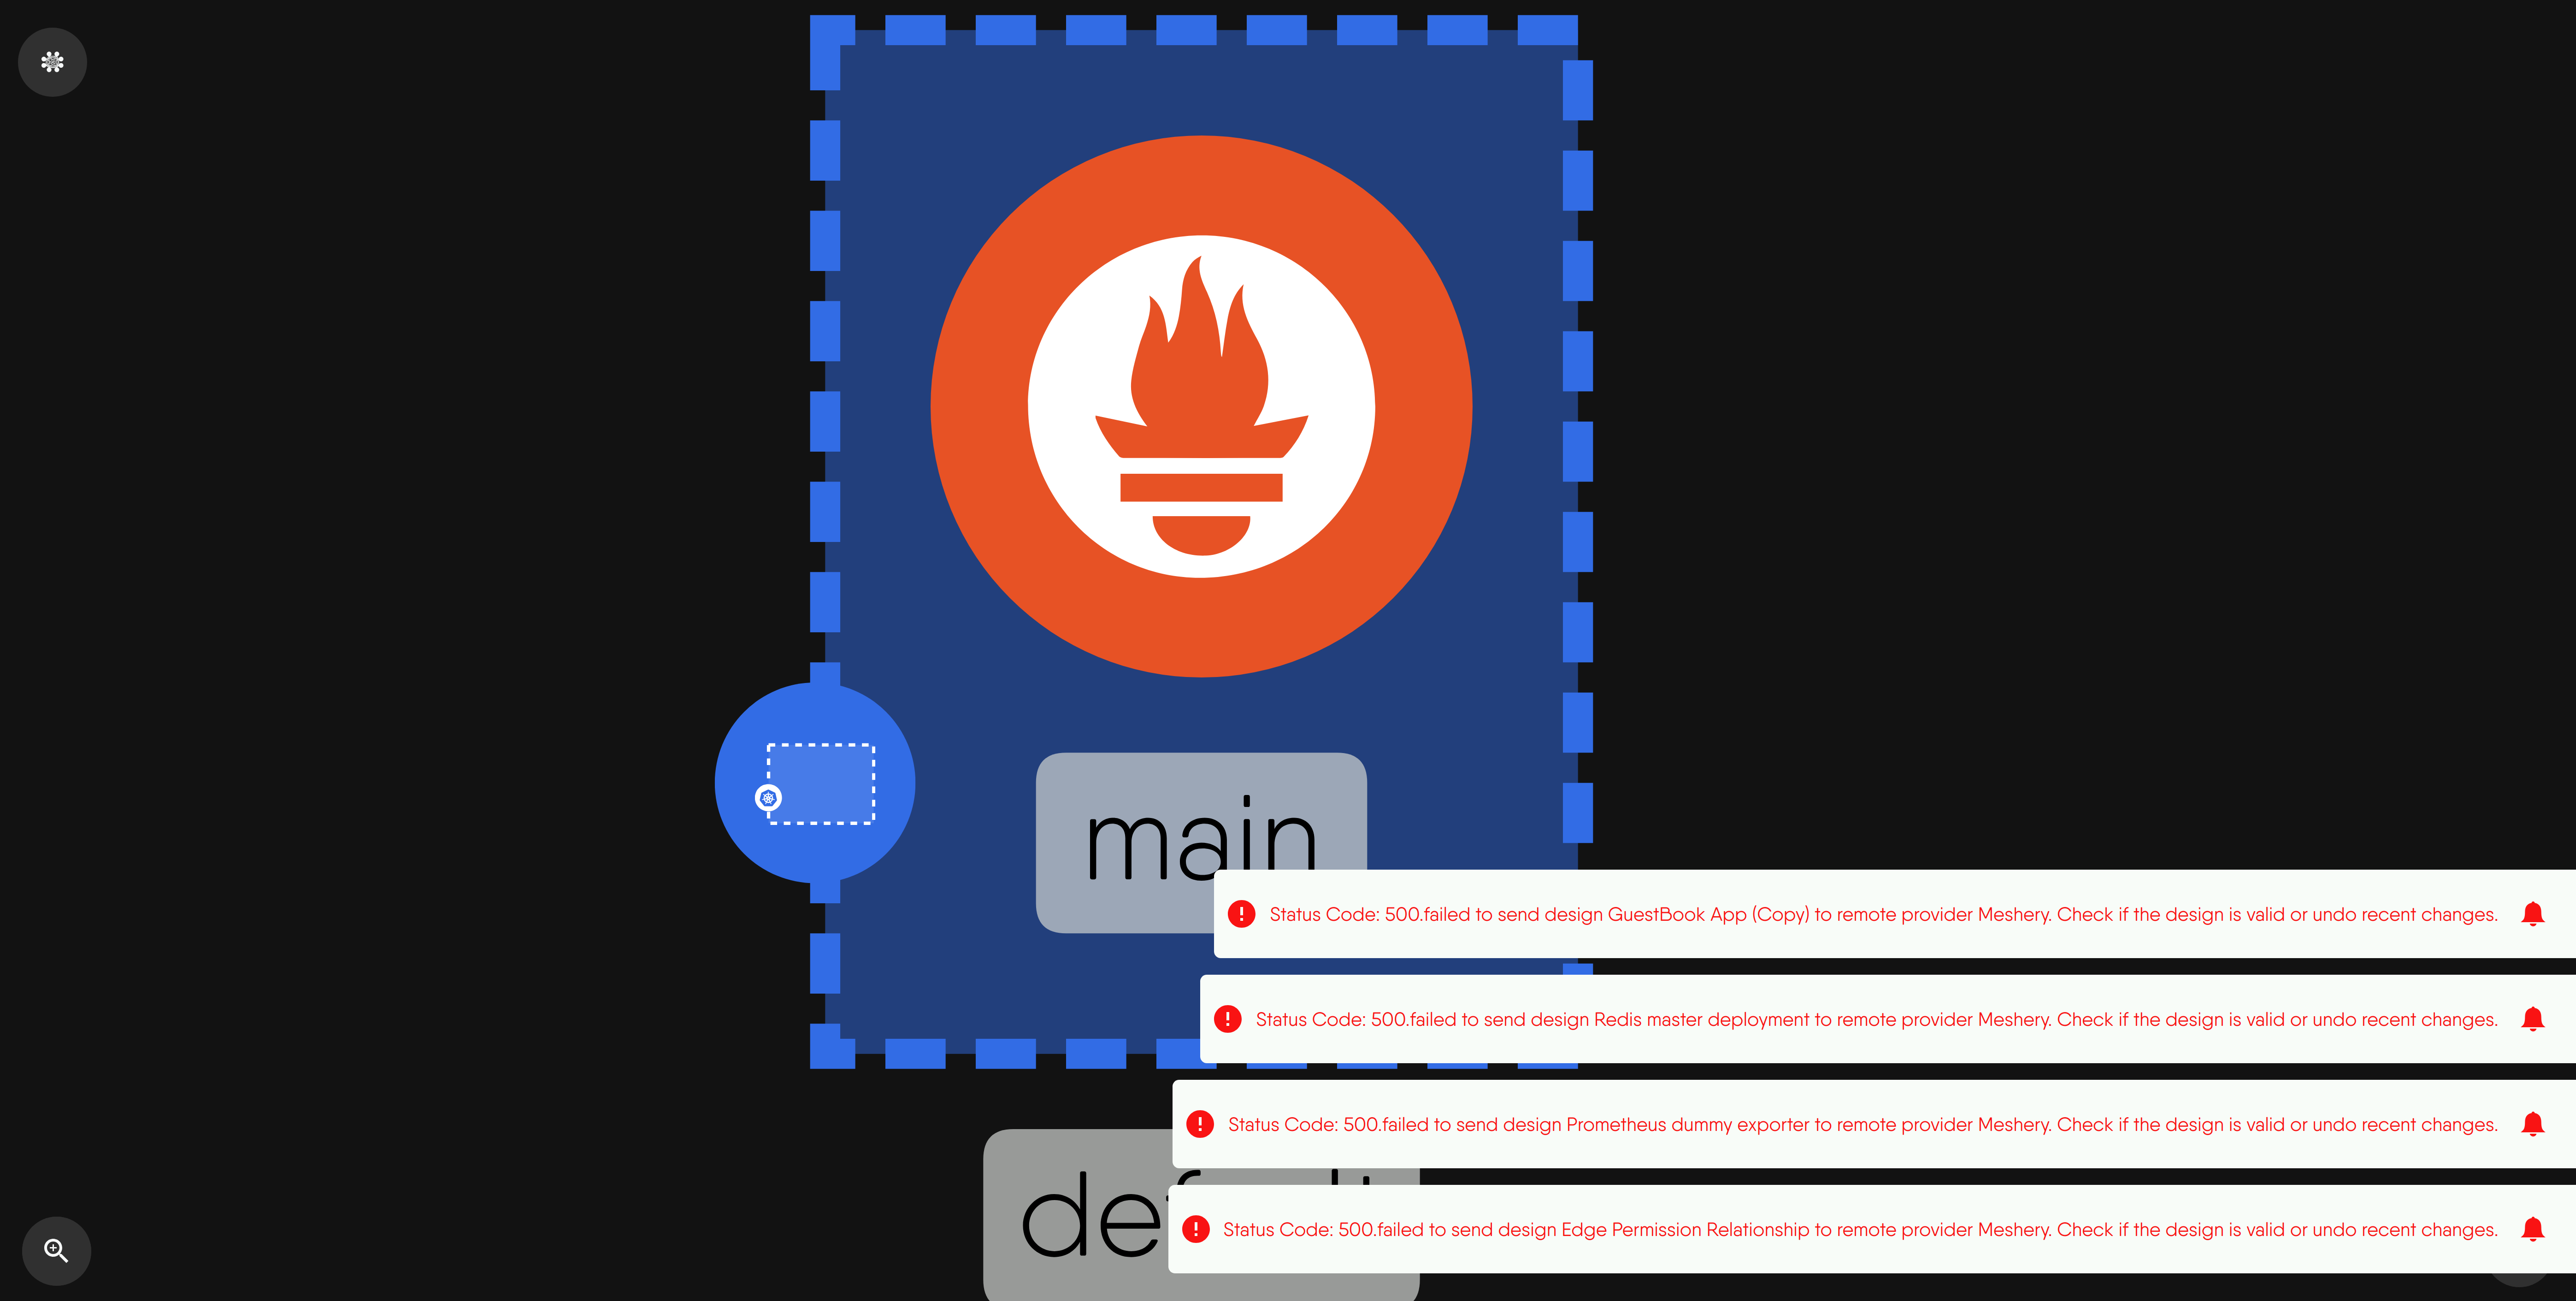 main
Status Code: 500.failed to send design GuestBook App (Copy) to remote provider Meshery. Check if the design is valid or undo recent changes.
Status Code: 500.failed to send design Redis master deployment to remote provider Meshery. Check if the design is valid or undo recent changes.
Status Code: 500.failed to send design Prometheus dummy exporter to remote provider Meshery. Check if the design is valid or undo recent changes.
Status Code: 500.failed to send design Edge Permission Relationship to remote provider Meshery. Check if the design is valid or undo recent changes.